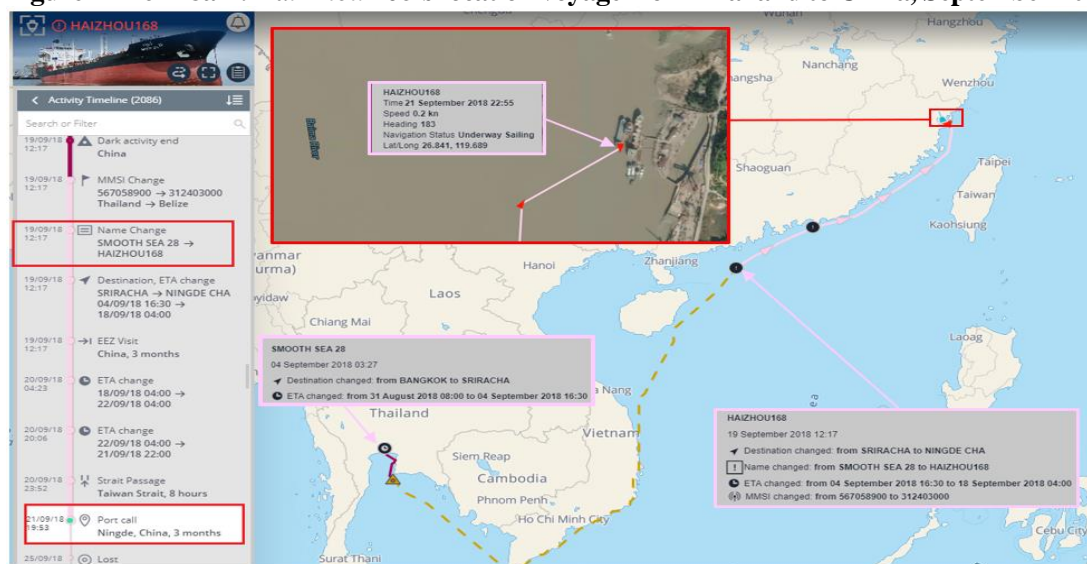 HAIZHOU168
Activity Timeline (2086)
Search or Filter
19/09/18 Dark activity end
12:17 China
19/09/18 MMSI Change
12:17 567058900 → 312403000
Thailand → Belize
19/09/18 Name Change
12:17 SMOOTH SEA 28 →
HAIZHOU168
19/09/18 Destination, ETA change
12:17 SRIRACHA → NINGDE CHA
04/09/18 16:30 →
18/09/18 04:00
19/09/18 EEZ Visit
12:17 China, 3 months
20/09/18 ETA change
04:23 18/09/18 04:00 →
22/09/18 04:00
20/09/18 ETA change
20:06 22/09/18 04:00 →
21/09/18 22:00
20/09/18 Strait Passage
23:52 Taiwan Strait, 8 hours
21/09/18 Port call
19:53 Ningde, China, 3 months
25/09/18 Lost
HAIZHOU168
Time 21 September 2018 22:55
Speed 0.2 kn
Heading 183
Navigation Status Underway Sailing
Lat/Long 26.841, 119.689
SMOOTH SEA 28
04 September 2018 03:27
Destination changed: from BANGKOK to SRIRACHA
ETA changed: from 31 August 2018 08:00 to 04 September 2018 16:30
HAIZHOU168
19 September 2018 12:17
Destination changed: from SRIRACHA to NINGDE CHA
Name changed: from SMOOTH SEA 28 to HAIZHOU168
ETA changed: from 04 September 2018 16:30 to 18 September 2018 04:00
MMSI changed: from 567058900 to 312403000
Wuhan
Hangzhou
Nanchang
angsha
Wenzhou
Shaoguan
Taipei
Taiwan
Kaohsiung
Zhanjiang
Hanoi
anmar
urma)
yidaw
Laos
Chiang Mai
Laoag
a Nang
Thailand
Vietnam
Siem Reap
Cambodia
Phnom Penh
Ho Chi Minh City
Surat Thani
Cebu City